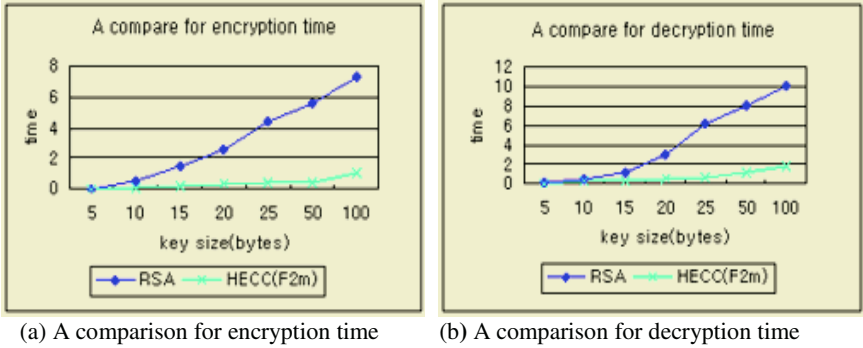 A compare for encryption time
8
6
4
2
0
time
5 10 15 20 25 50 100
key size(bytes)
RSA HECC(F2m)
(a) A comparison for encryption time
A compare for decryption time
12
10
8
6
4
2
0
time
5 10 15 20 25 50 100
key size(bytes)
RSA HECC(F2m)
(b) A comparison for decryption time